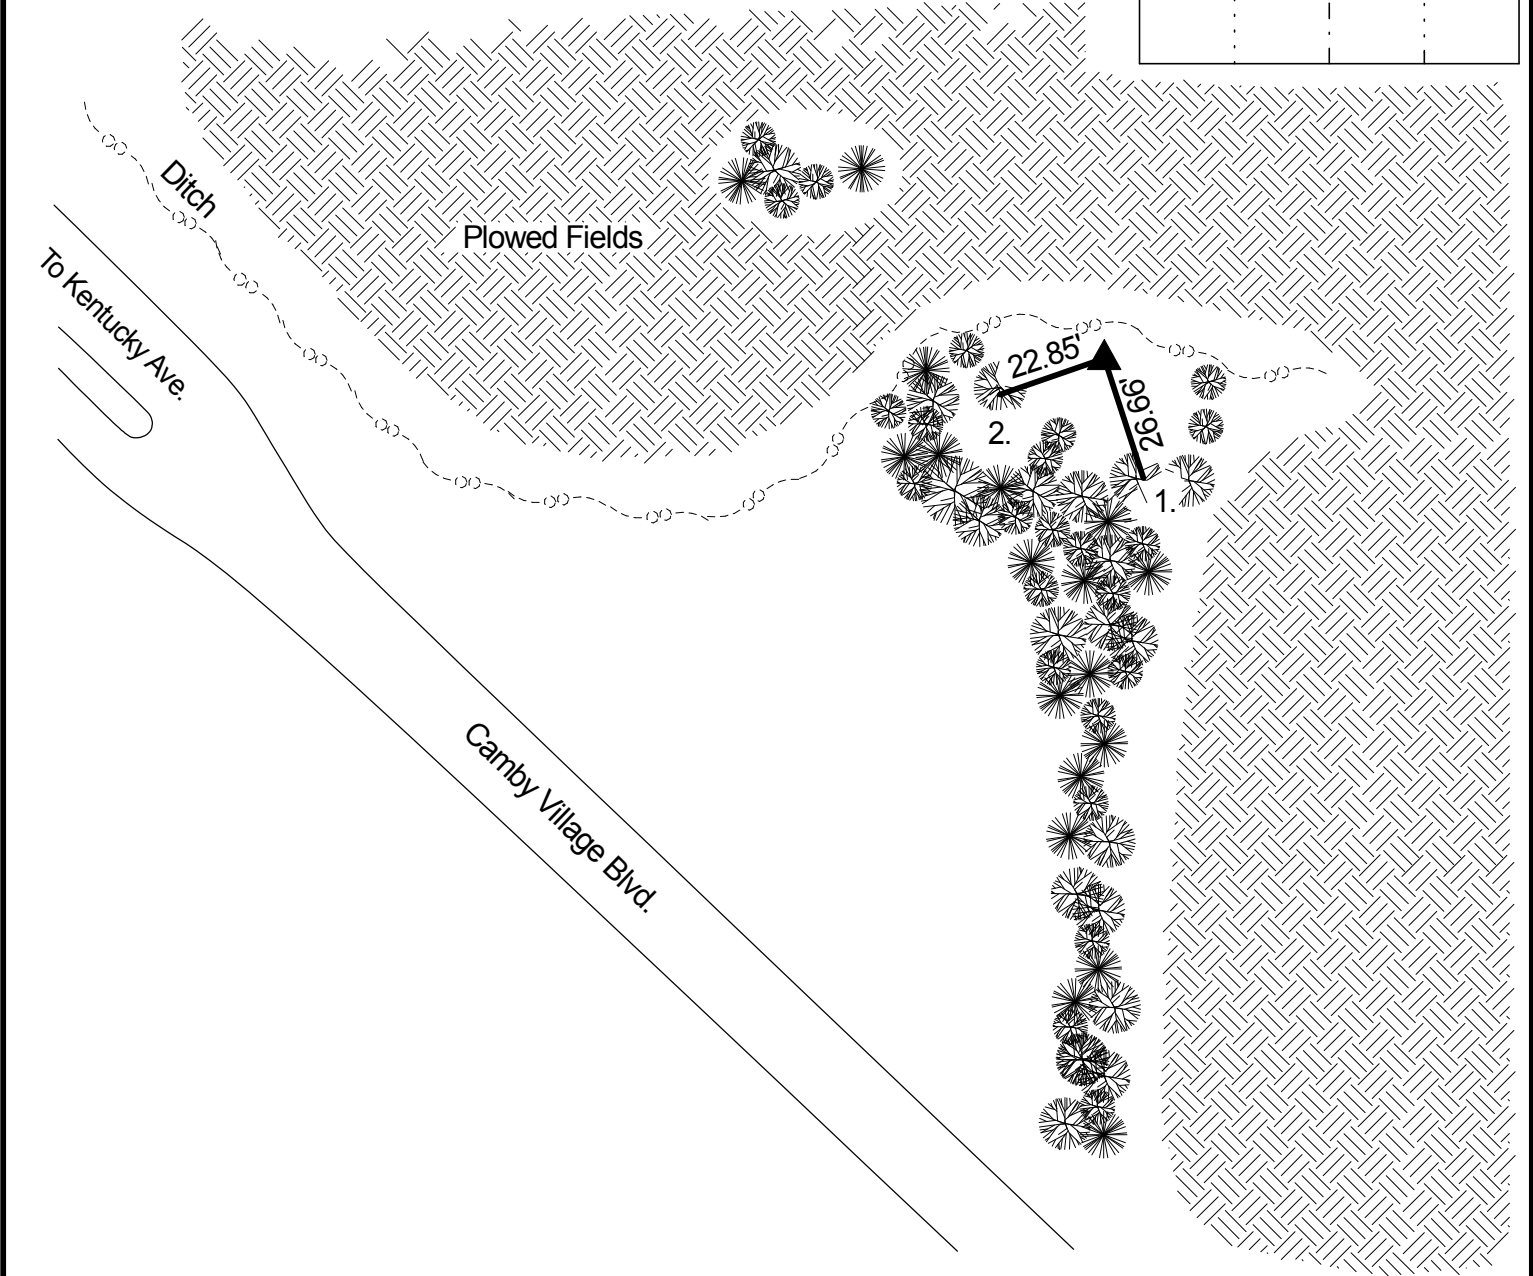 Ditch
Plowed Fields
To Kentucky Ave.
22.85'
26.66'
2.
1.
Camby Village Blvd.